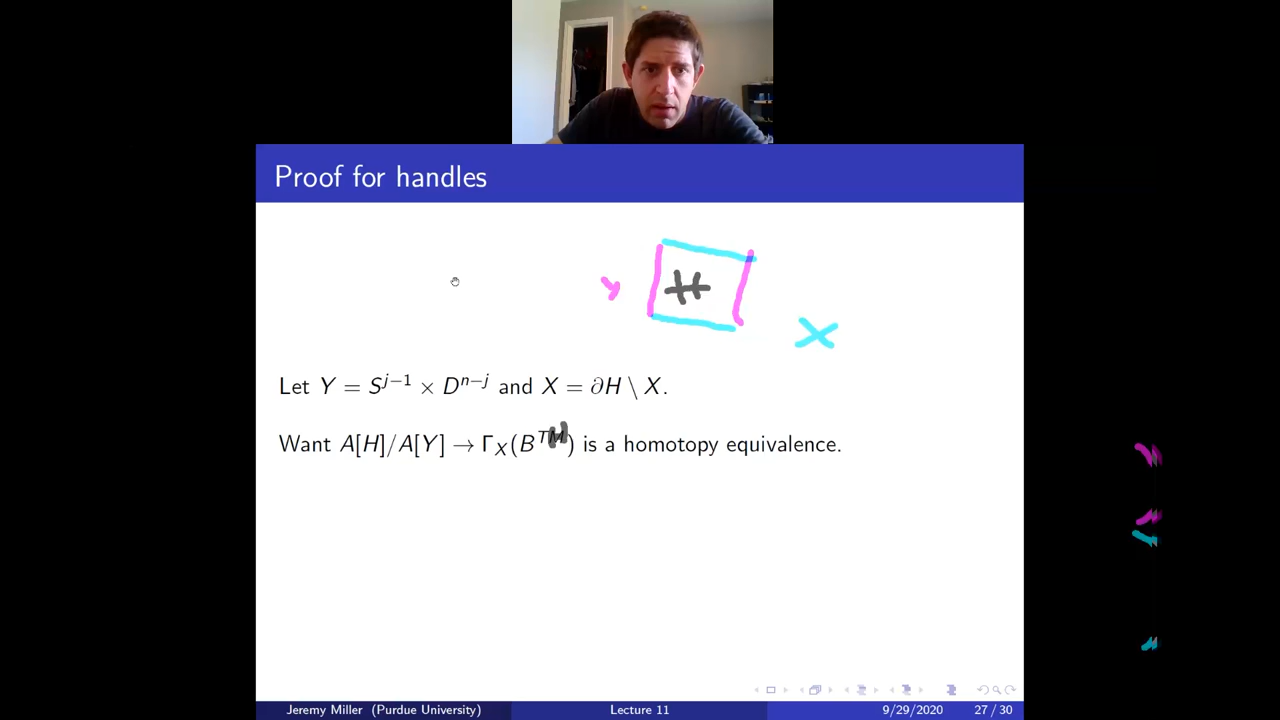 Proof for handles
H
Y
X
Let Y = S^{j−1} × D^{n−j} and X = ∂H \ X.
Want A[H]/A[Y] → Γ_X(B^{TH}) is a homotopy equivalence.
Jeremy Miller (Purdue University) Lecture 11 9/29/2020 27 / 30